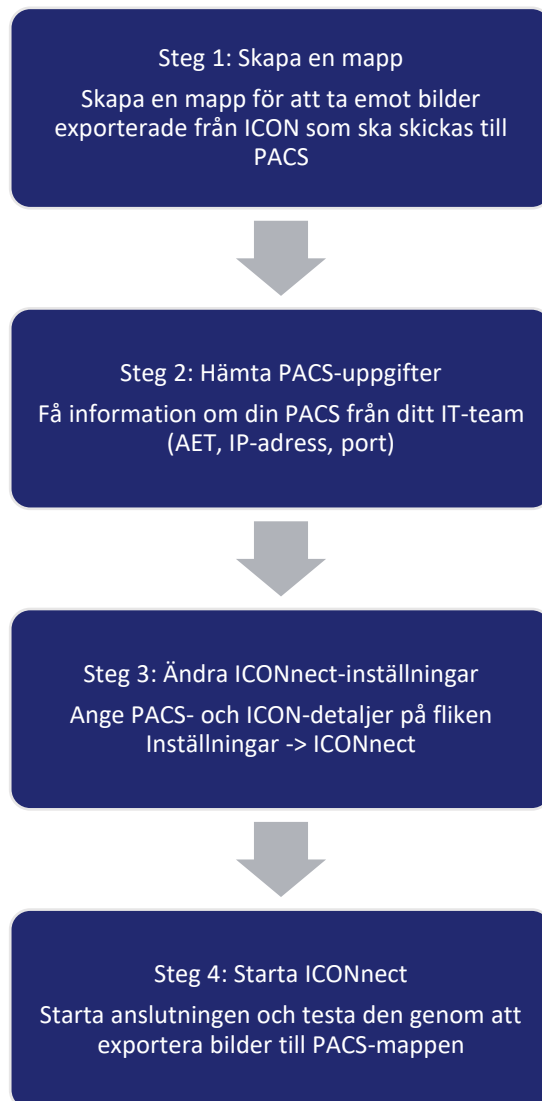 Steg 1: Skapa en mapp
Skapa en mapp för att ta emot bilder
exporterade från ICON som ska skickas till
PACS
Steg 2: Hämta PACS-uppgifter
Få information om din PACS från ditt IT-team
(AET, IP-adress, port)
Steg 3: Ändra ICONnect-inställningar
Ange PACS- och ICON-detaljer på fliken
Inställningar -> ICONnect
Steg 4: Starta ICONnect
Starta anslutningen och testa den genom att
exportera bilder till PACS-mappen